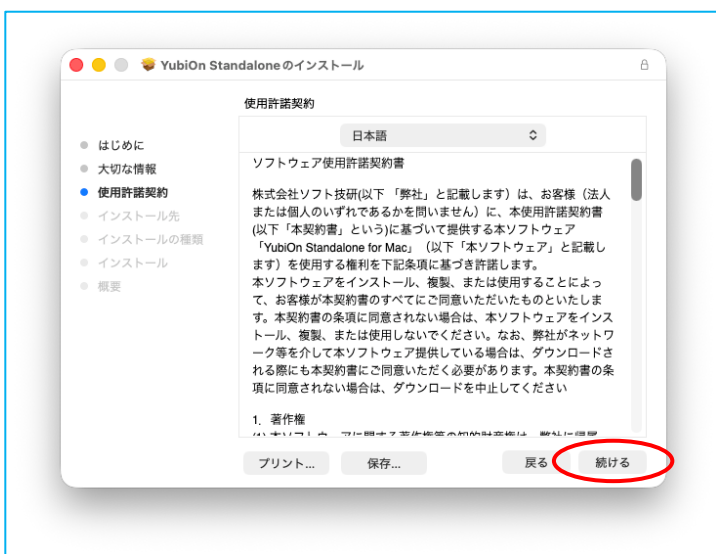 YubiOn Standaloneのインストール
使用許諾契約
はじめに
大切な情報
使用許諾契約
インストール先
インストールの種類
インストール
概要
日本語
ソフトウェア使用許諾契約書
株式会社ソフト技研(以下 「弊社」と記載します）は、お客様（法人
または個人のいずれであるかを問いません）に、本使用許諾契約書
(以下「本契約書」という)に基づいて提供する本ソフトウェア
「YubiOn Standalone for Mac」（以下「本ソフトウェア」と記載し
ます）を使用する権利を下記条項に基づき許諾します。
本ソフトウェアをインストール、複製、または使用することによっ
て、お客様が本契約書のすべてにご同意いただいたものといたしま
す。本契約書の条項に同意されない場合は、本ソフトウェアをインス
トール、複製、または使用しないでください。なお、弊社がネットワ
ーク等を介して本ソフトウェア提供している場合は、ダウンロードさ
れる際にも本契約書にご同意いただく必要があります。本契約書の条
項に同意されない場合は、ダウンロードを中止してください
1. 著作権
プリント...
保存...
戻る
続ける